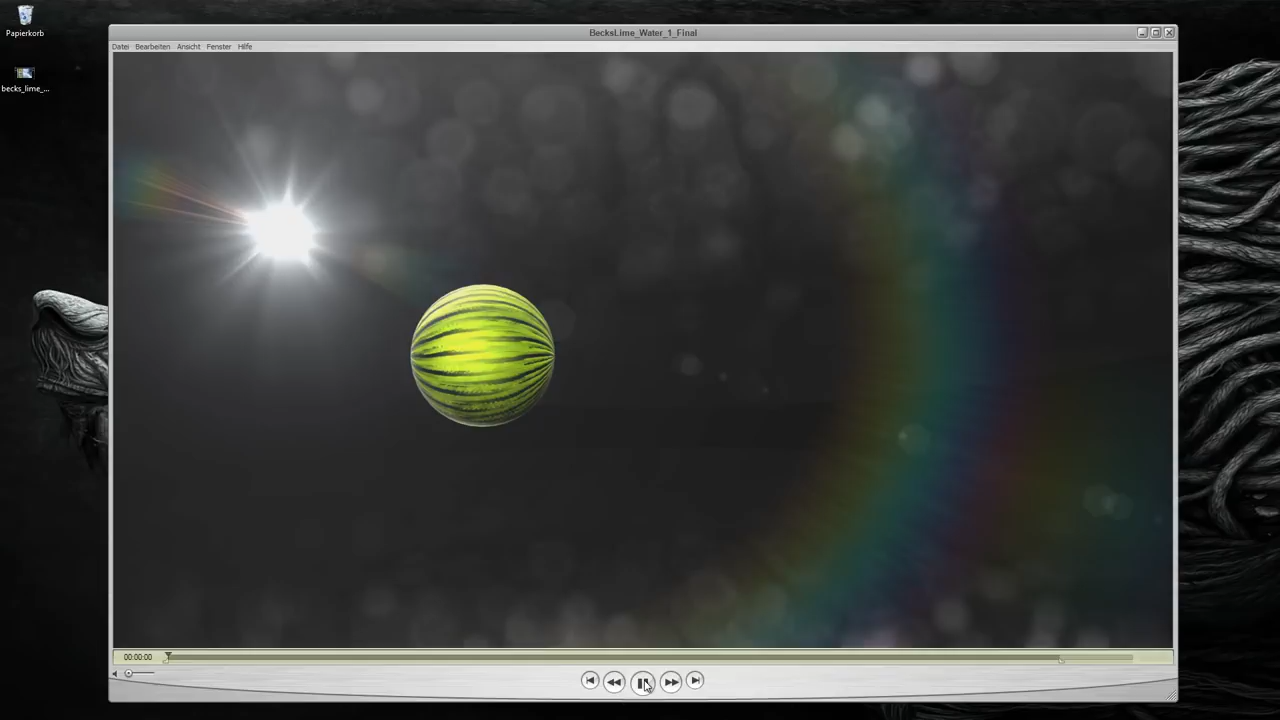 Papierkorb
becks_lime_...
BecksLime_Water_1_Final
Datei Bearbeiten Ansicht Fenster Hilfe
00:00:00